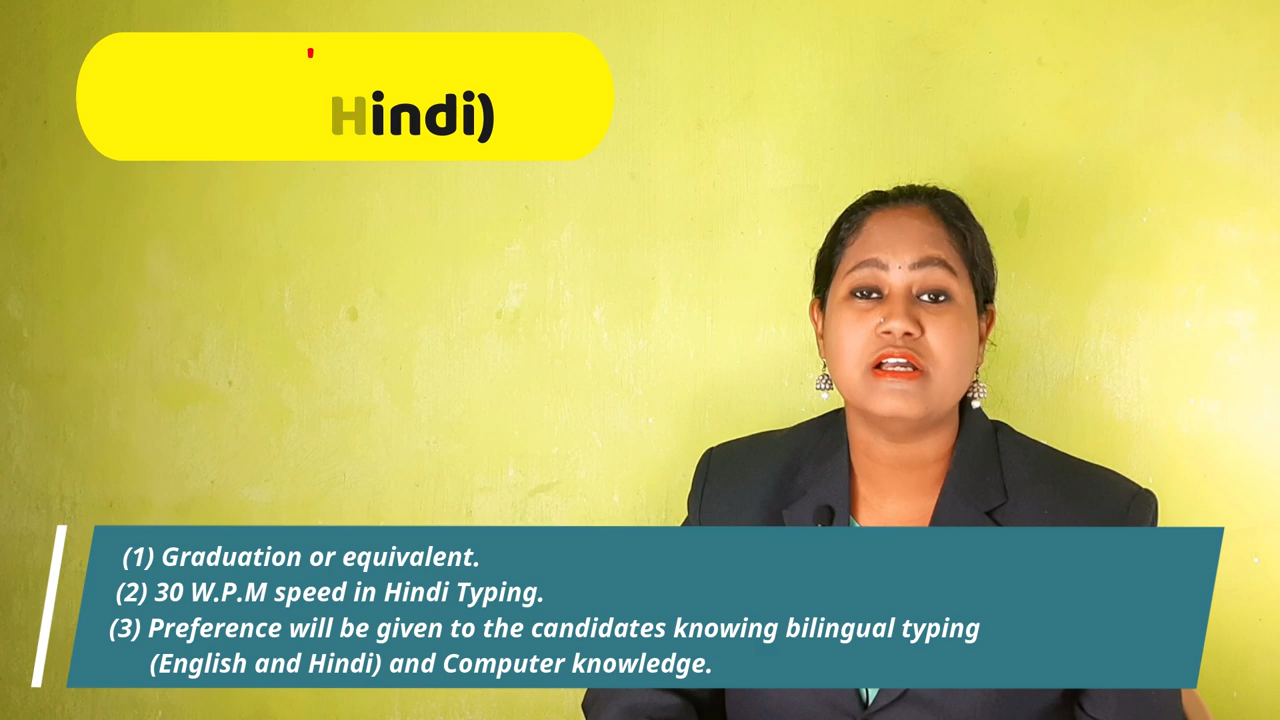 Hindi)
(1) Graduation or equivalent.
(2) 30 W.P.M speed in Hindi Typing.
(3) Preference will be given to the candidates knowing bilingual typing
(English and Hindi) and Computer knowledge.